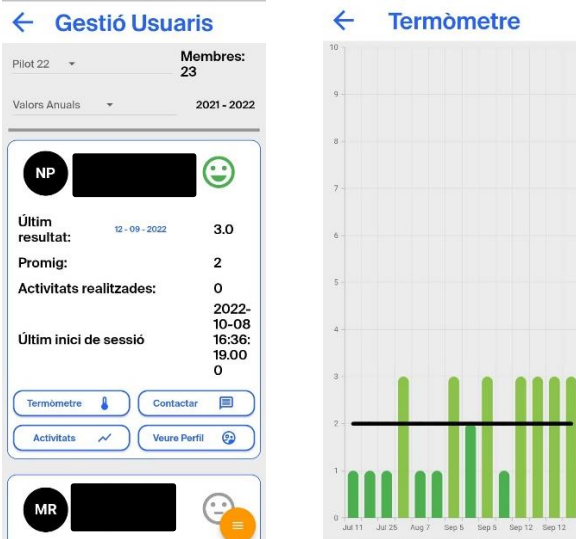 ← Gestió Usuaris
Pilot 22
Membres:
23
Valors Anuals
2021 - 2022
NP
Últim
resultat:
12 - 09 - 2022
3.0
Promig:
2
Activitats realitzades:
0
Últim inici de sessió
2022-
10-08
16:36:
19.00
0
Termòmetre
Contactar
Activitats
Veure Perfil
MR
← Termòmetre
10
9
8
7
6
5
4
3
2
1
0
Jul 11 Jul 25 Aug 7 Sep 5 Sep 5 Sep 12 Sep 12